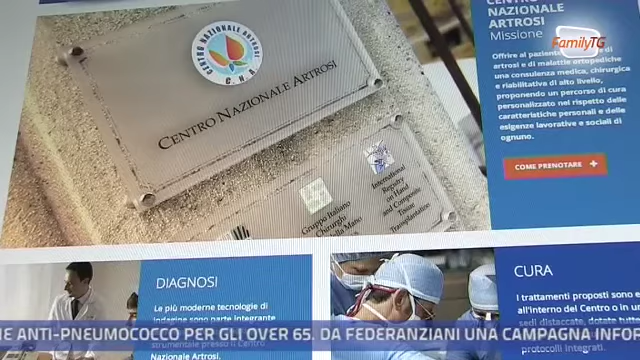 CENTRO NAZIONALE ARTROSI
C.N.A
CENTRO NAZIONALE ARTROSI
Gruppo Italiano
Chirurghi
della Mano
International
Registry
on Hand
and Composite
Tissue
Transplantation
CENTRO
NAZIONALE
ARTROSI
Missione
FamilyTG
Offrire al paziente
artrosi e di malattie ortopediche
una consulenza medica, chirurgica
e riabilitativa di alto livello,
proponendo un percorso di cura
personalizzato nel rispetto delle
caratteristiche personali e delle
esigenze lavorative e sociali di
ognuno.
COME PRENOTARE +
DIAGNOSI
Le più moderne tecnologie di
indagine sono parte integrante
strumentale presso il Centro
Nazionale Artrosi.
CURA
I trattamenti proposti sono e
all'interno del Centro o in un
sedi distaccate, dotate tutte
protocolli integrati.
NE ANTI-PNEUMOCOCCO PER GLI OVER 65. DA FEDERANZIANI UNA CAMPAGNA INFOR